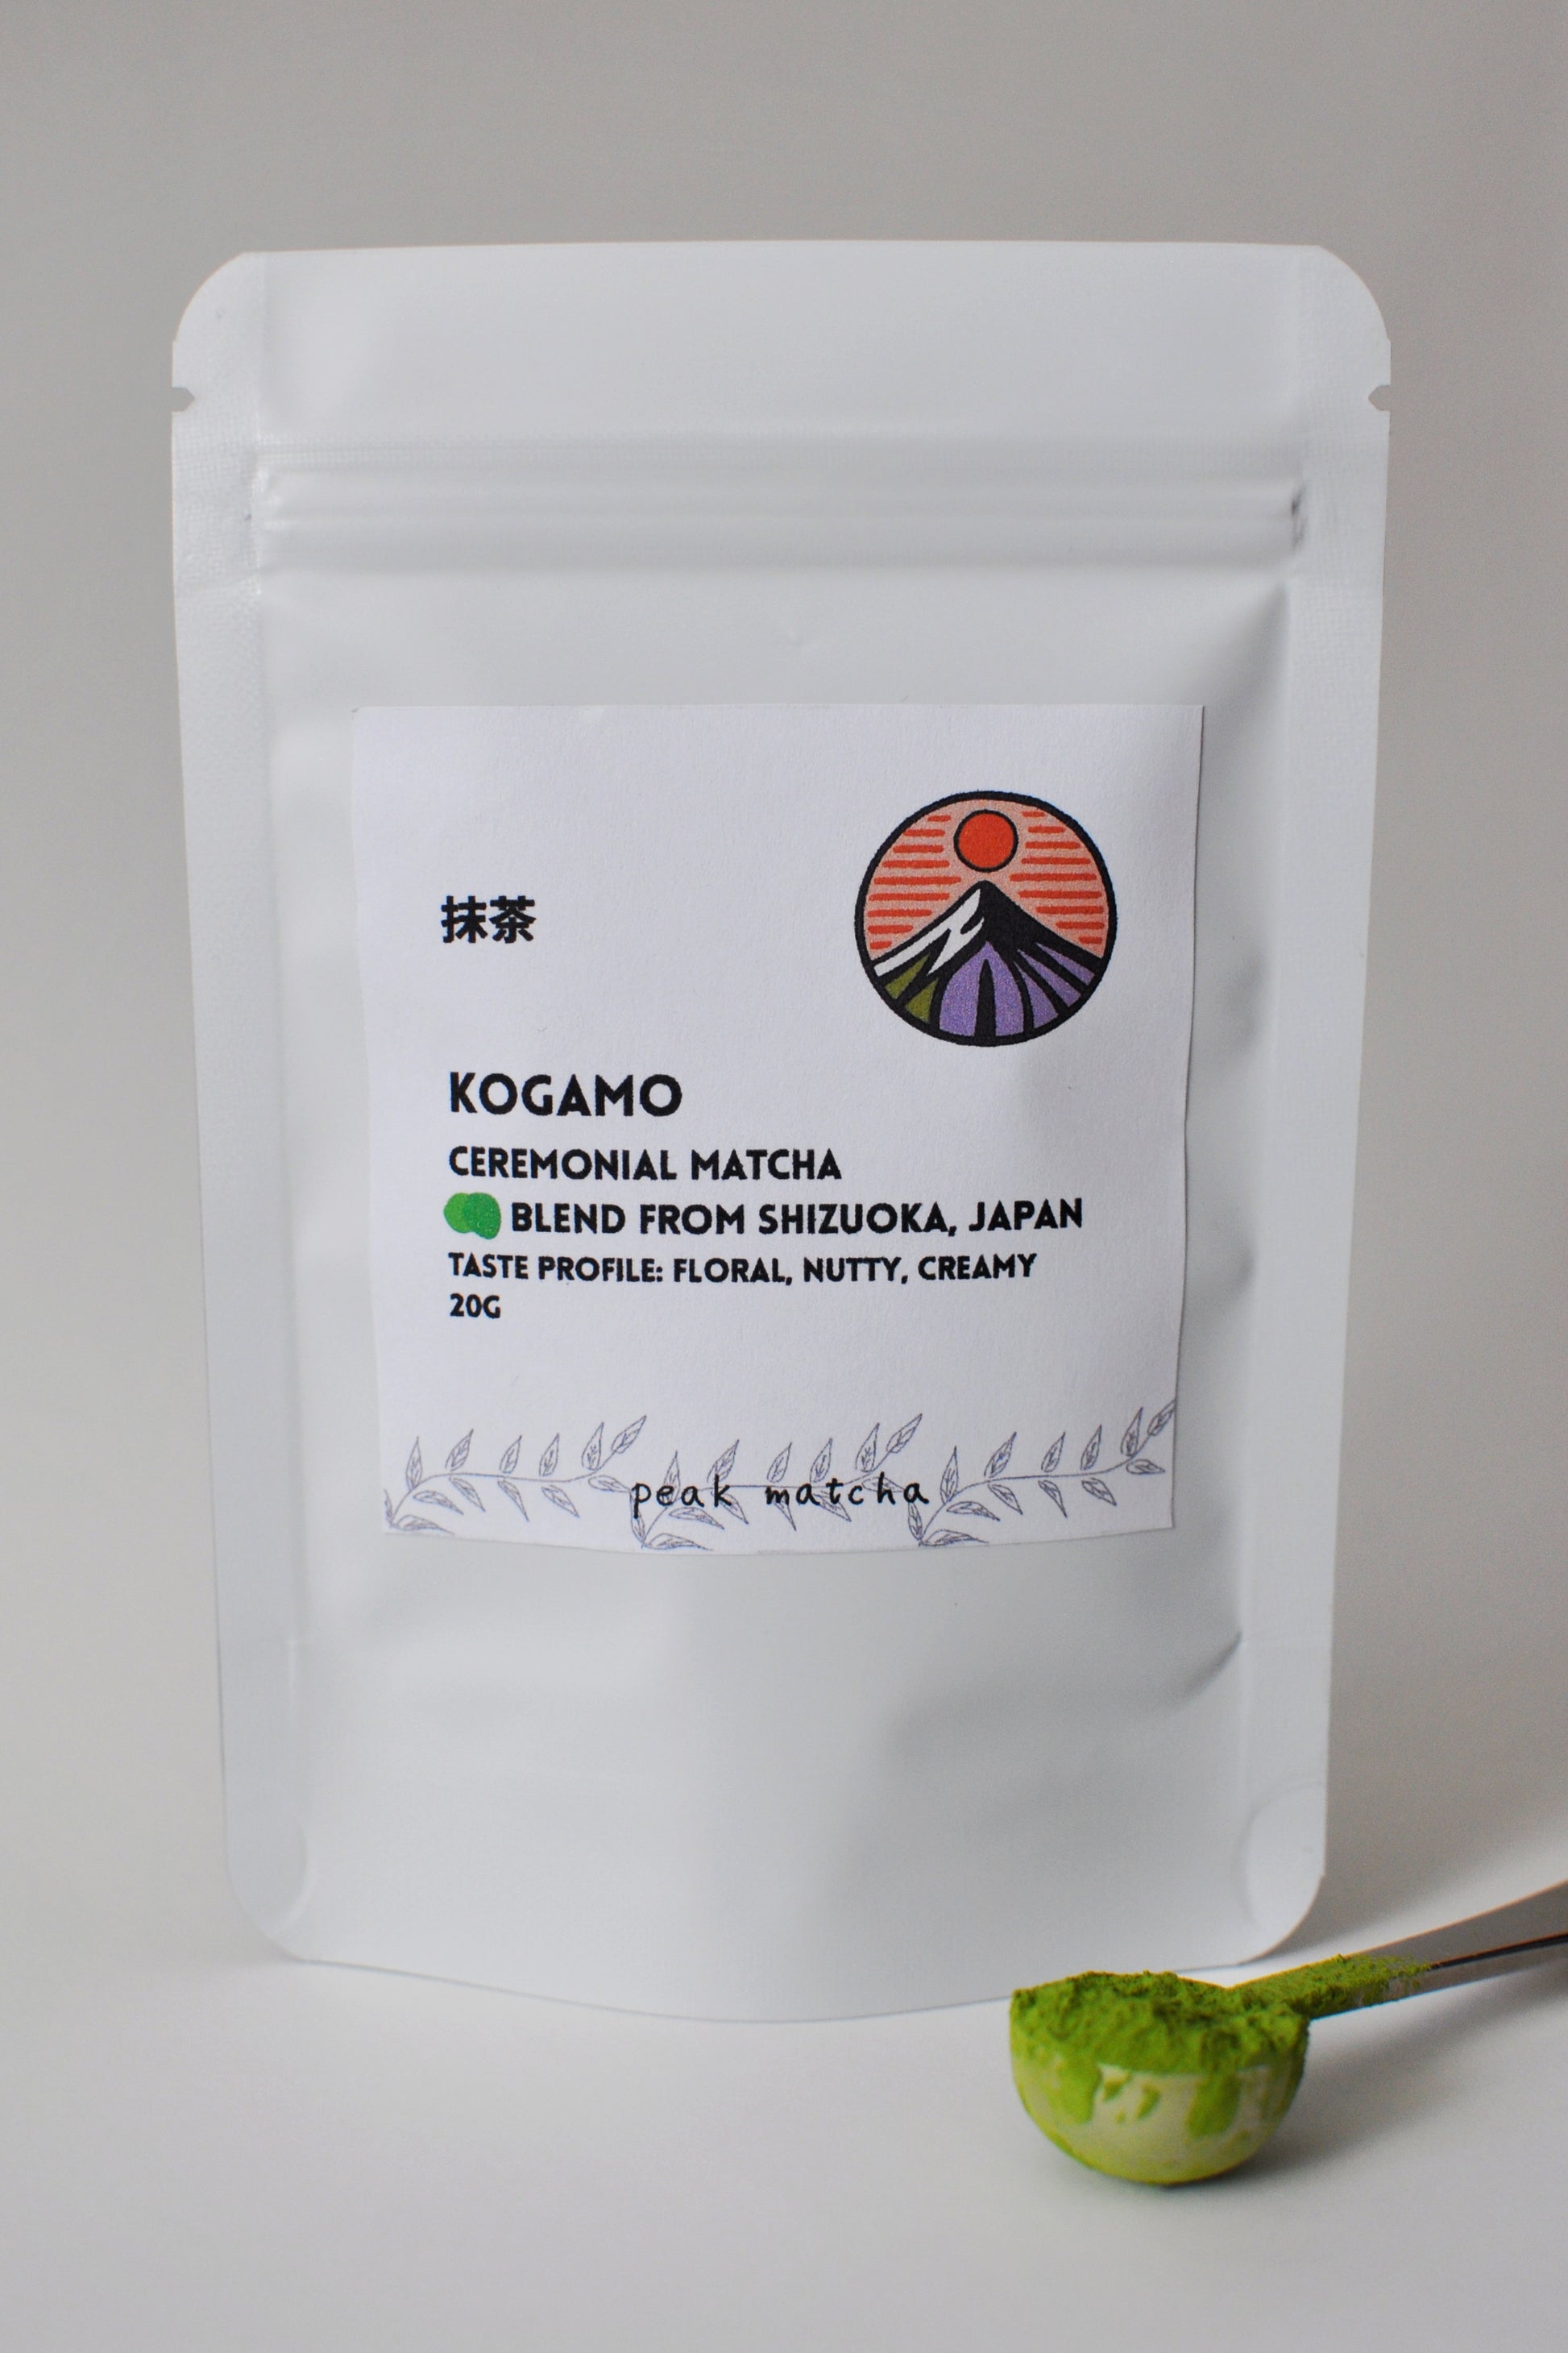 抹茶
KOGAMO
CEREMONIAL MATCHA
BLEND FROM SHIZUOKA, JAPAN
TASTE PROFILE: FLORAL, NUTTY, CREAMY
20G
peak matcha